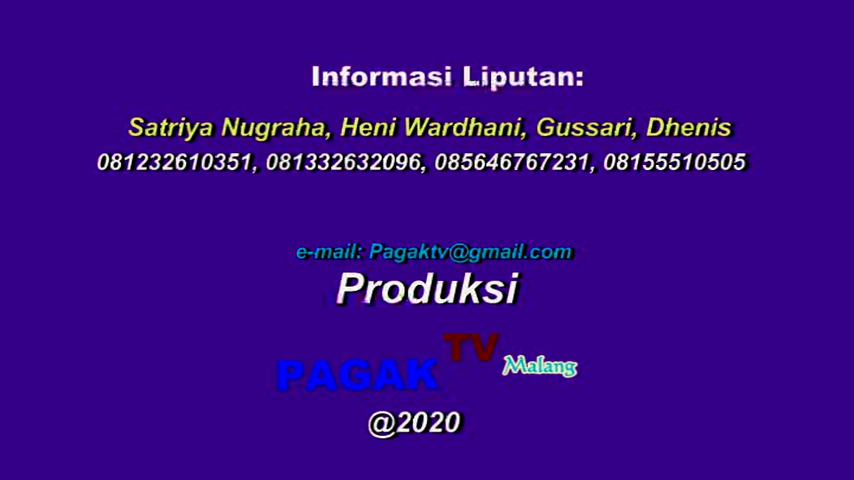 Informasi Liputan:
Satriya Nugraha, Heni Wardhani, Gussari, Dhenis
081232610351, 081332632096, 085646767231, 08155510505
e-mail: Pagaktv@gmail.com
Produksi
PAGAK TV Malang
@2020